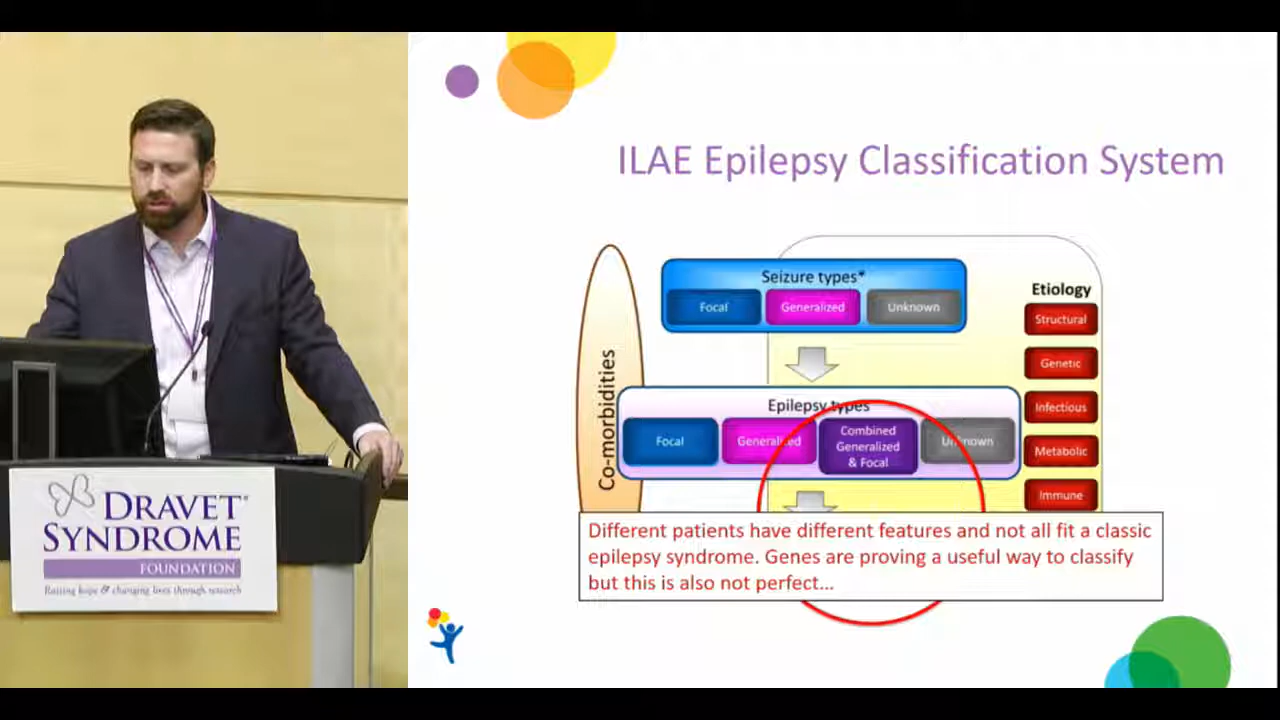 ILAE Epilepsy Classification System
Seizure types*
Focal
Generalized
Unknown
Etiology
Structural
Genetic
Infectious
Metabolic
Immune
Co-morbidities
Epilepsy types
Focal
Generalized
Combined
Generalized
& Focal
Unknown
Different patients have different features and not all fit a classic
epilepsy syndrome. Genes are proving a useful way to classify
but this is also not perfect...
DRAVET
SYNDROME
FOUNDATION
Raising hope & changing lives through research